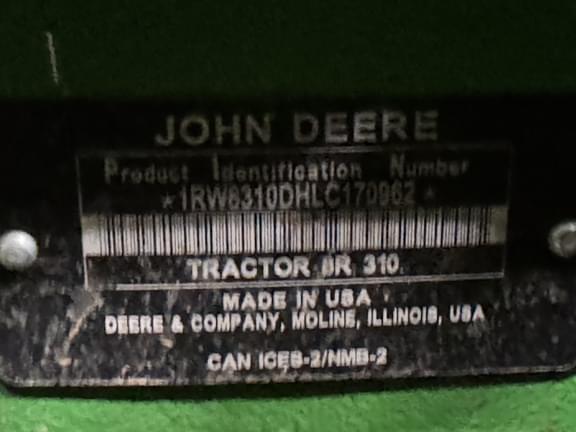 JOHN DEERE
Product Identification Number
*1RW8310DHLC170962*
TRACTOR 8R 310
MADE IN USA
DEERE & COMPANY, MOLINE, ILLINOIS, USA
CAN ICES-2/NMB-2